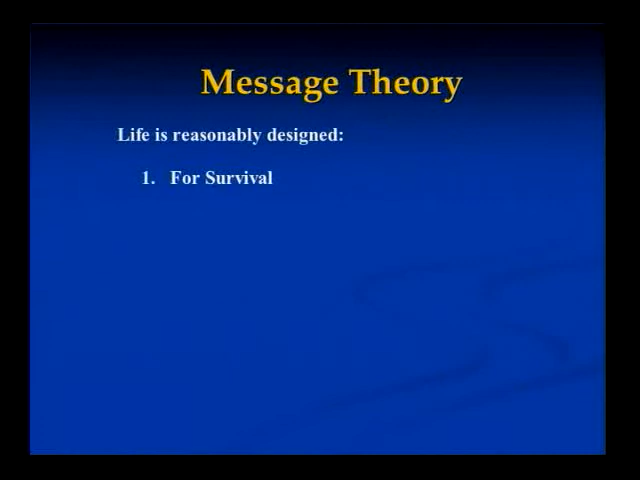 Message Theory
Life is reasonably designed:
1. For Survival